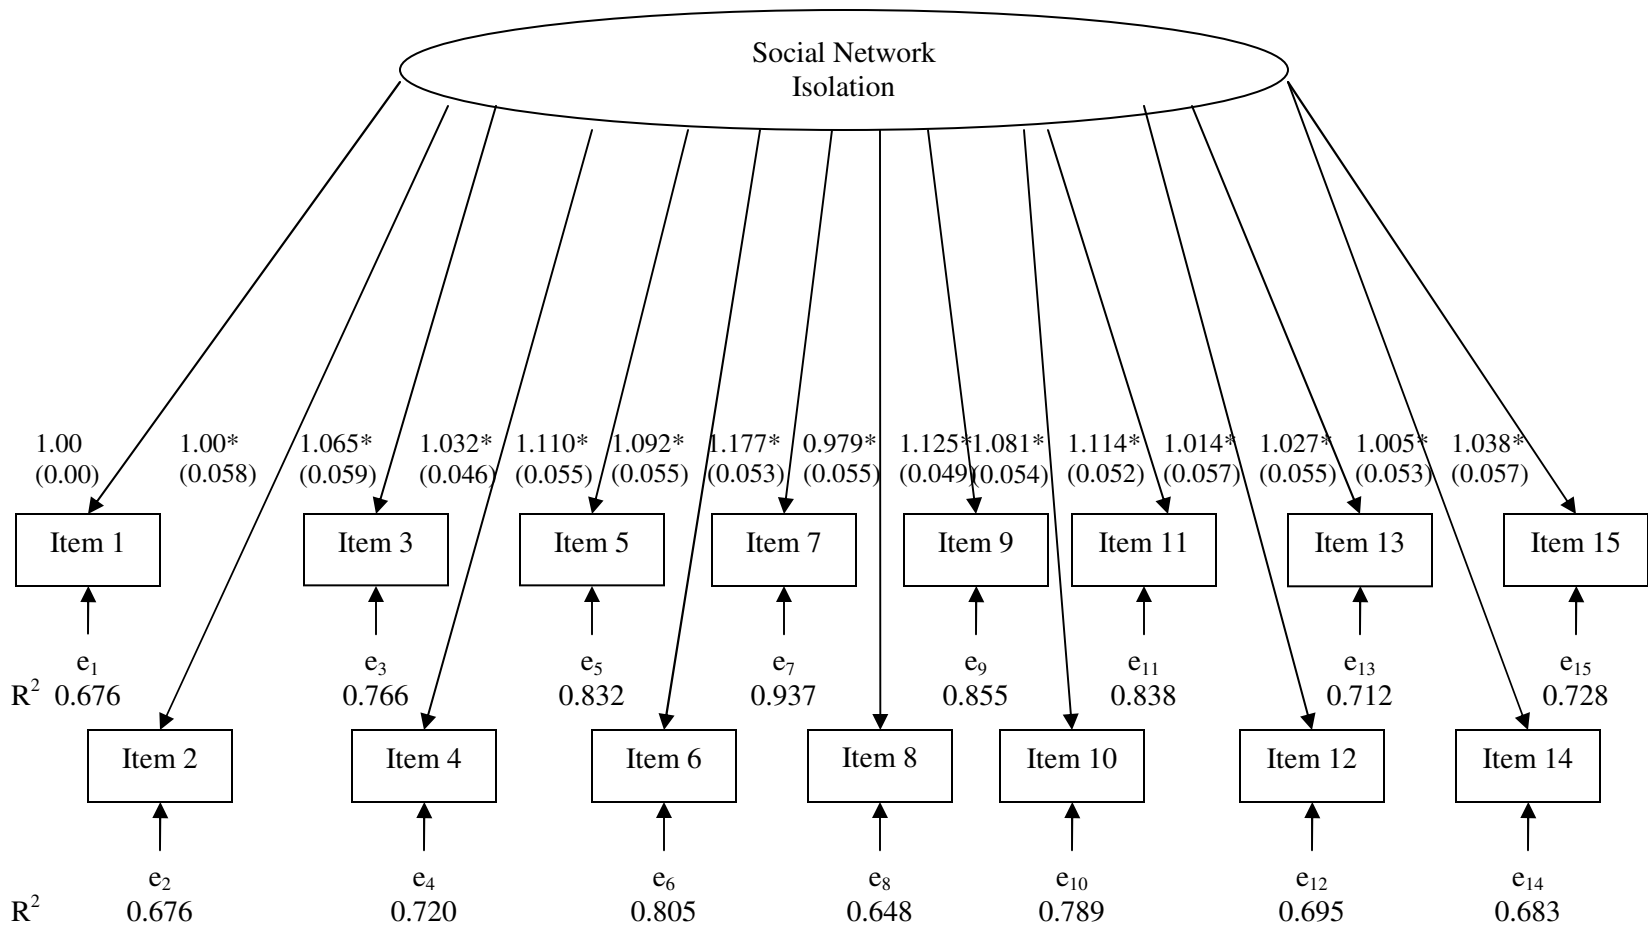 Social Network
Isolation
1.00 1.00* 1.065* 1.032* 1.110* 1.092* 1.177* 0.979* 1.125* 1.081* 1.114* 1.014* 1.027* 1.005* 1.038*
(0.00) (0.058) (0.059) (0.046) (0.055) (0.055) (0.053) (0.055) (0.049) (0.054) (0.052) (0.057) (0.055) (0.053) (0.057)
Item 1 Item 3 Item 5 Item 7 Item 9 Item 11 Item 13 Item 15
e₁ e₃ e₅ e₇ e₉ e₁₁ e₁₃ e₁₅
R² 0.676 0.766 0.832 0.937 0.855 0.838 0.712 0.728
Item 2 Item 4 Item 6 Item 8 Item 10 Item 12 Item 14
e₂ e₄ e₆ e₈ e₁₀ e₁₂ e₁₄
R² 0.676 0.720 0.805 0.648 0.789 0.695 0.683